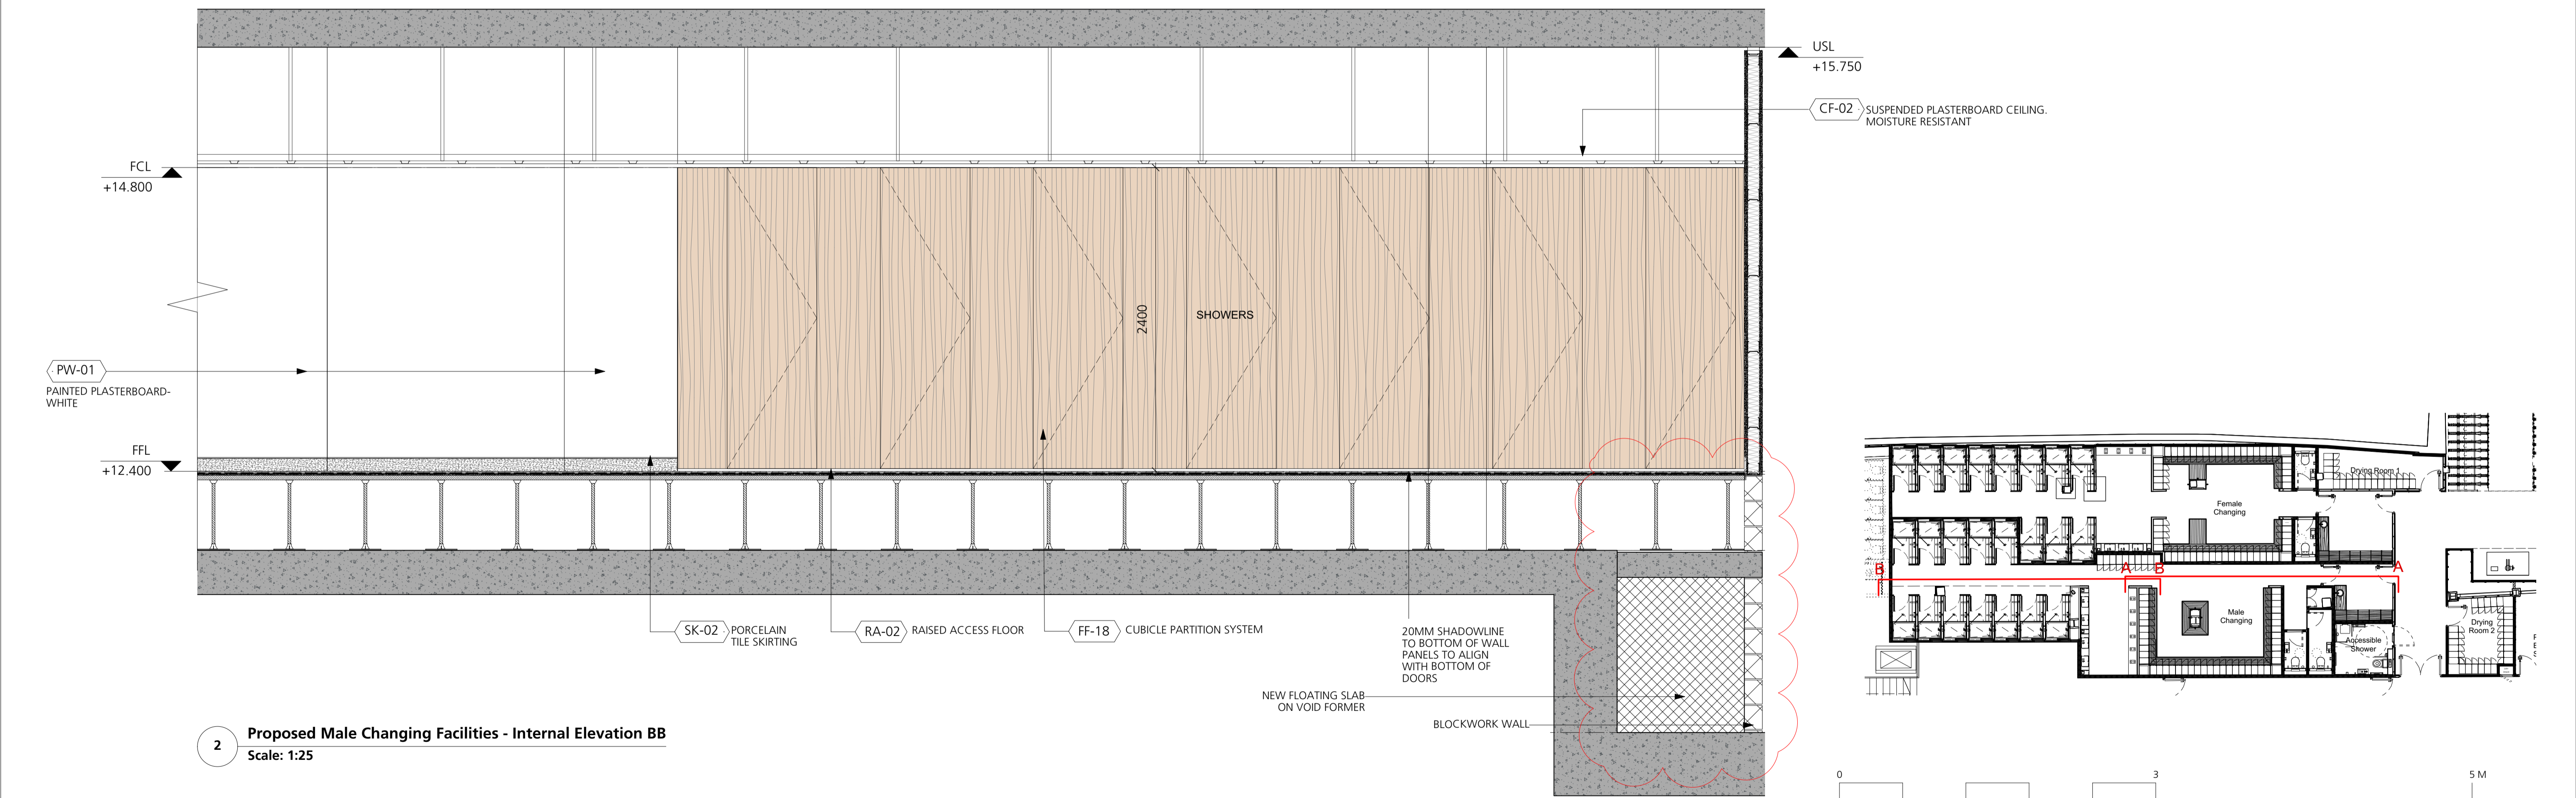 USL
+15.750
CF-02
SUSPENDED PLASTERBOARD CEILING.
MOISTURE RESISTANT
FCL
+14.800
2400
SHOWERS
PW-01
PAINTED PLASTERBOARD-
WHITE
FFL
+12.400
SK-02
PORCELAIN
TILE SKIRTING
RA-02
RAISED ACCESS FLOOR
FF-18
CUBICLE PARTITION SYSTEM
20MM SHADOWLINE
TO BOTTOM OF WALL
PANELS TO ALIGN
WITH BOTTOM OF
DOORS
NEW FLOATING SLAB
ON VOID FORMER
BLOCKWORK WALL
2
Proposed Male Changing Facilities - Internal Elevation BB
Scale: 1:25
Drying Room 1
Female
Changing
B
A
B
A
Male
Changing
Accessible
Shower
Drying
Room 2
0
3
5 M